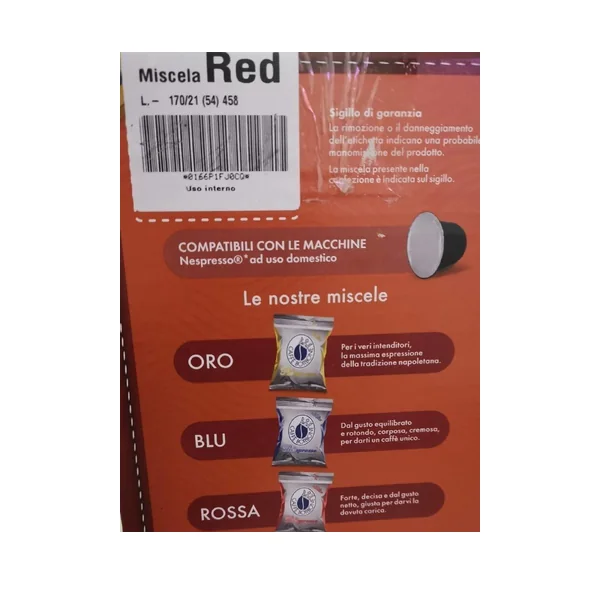 Miscela Red
L. – 170/21 (54) 458
*0166P1FJ0CQ*
Uso interno
Sigillo di garanzia
La rimozione o il danneggiamento
dell'etichetta indicano una probabile
manomissione del prodotto.
La miscela presente nella
confezione è indicata sul sigillo.
COMPATIBILI CON LE MACCHINE
Nespresso®* ad uso domestico
Le nostre miscele
ORO
Per i veri intenditori,
la massima espressione
della tradizione napoletana.
BLU
Dal gusto equilibrato
e rotondo, corposa, cremosa,
per darti un caffè unico.
ROSSA
Forte, decisa e dal gusto
netto, giusta per darvi la
dovuta carica.